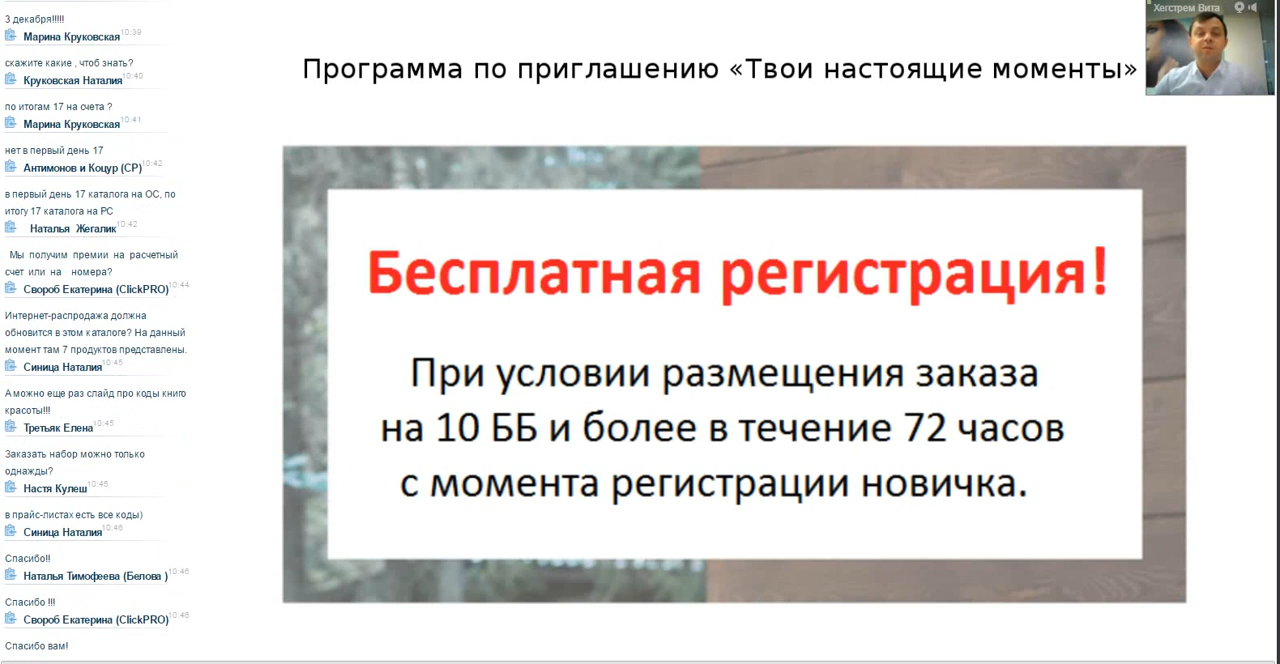 3 декабря!!!!!
Марина Круковская 10:39
скажите какие , чтоб знать?
Круковская Наталия 10:40
по итогам 17 на счета ?
Марина Круковская 10:41
нет в первый день 17
Антимонов и Коцур (СР) 10:42
в первый день 17 каталога на ОС, по
итогу 17 каталога на РС
Наталья Жегалик 10:42
Мы получим премии на расчетный
счет или на номера?
Свороб Екатерина (ClickPRO) 10:44
Интернет-распродажа должна
обновится в этом каталоге? На данный
момент там 7 продуктов представлены.
Синица Наталия 10:45
А можно еще раз слайд про коды книго
красоты!!!
Третьяк Елена 10:45
Заказать набор можно только
однажды?
Настя Кулеш 10:45
в прайс-листах есть все коды)
Синица Наталия 10:46
Спасибо!!
Наталья Тимофеева (Белова ) 10:46
Спасибо !!!
Свороб Екатерина (ClickPRO) 10:46
Спасибо вам!
Программа по приглашению «Твои настоящие моменты»
Хегстрем Вита
Бесплатная регистрация!
При условии размещения заказа
на 10 ББ и более в течение 72 часов
с момента регистрации новичка.